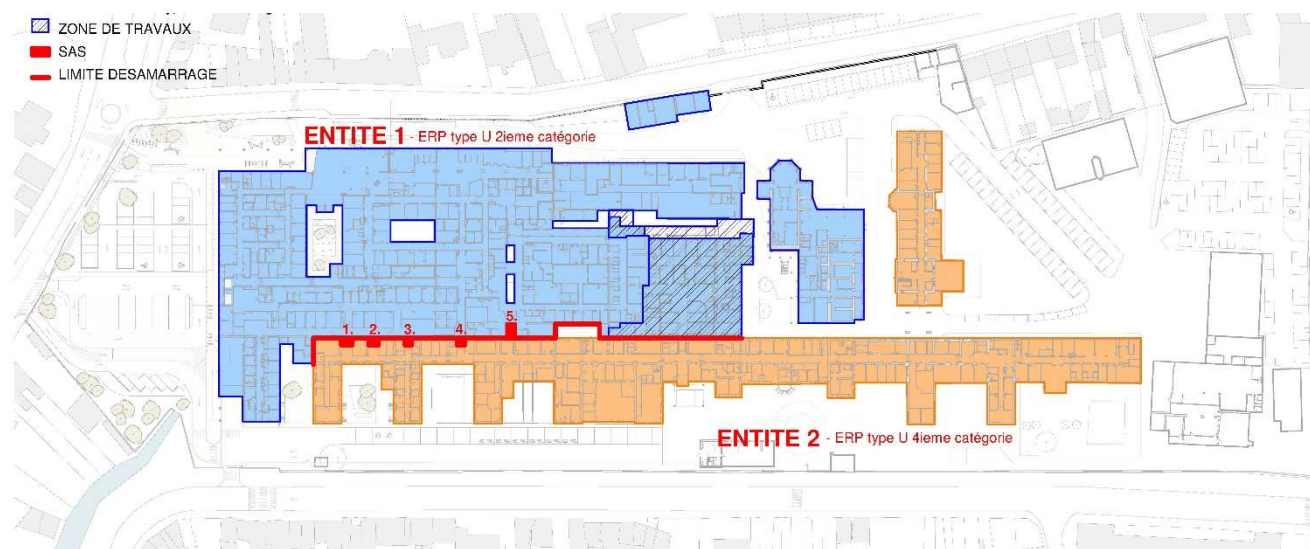 ZONE DE TRAVAUX
SAS
LIMITE DESAMARRAGE
ENTITE 1 - ERP type U 2ieme catégorie
1. 2. 3. 4. 5.
ENTITE 2 - ERP type U 4ieme catégorie